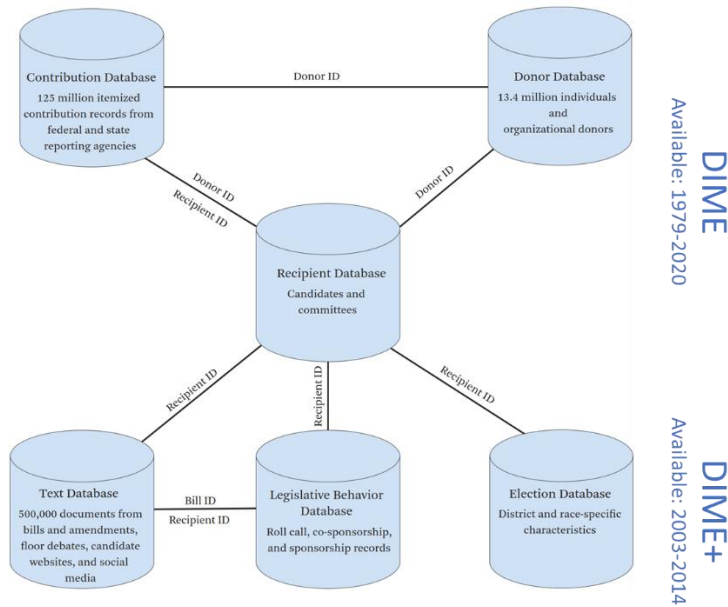 Contribution Database
125 million itemized
contribution records from
federal and state
reporting agencies
Donor ID
Donor Database
13.4 million individuals
and
organizational donors
Donor ID
Recipient ID
Donor ID
Recipient Database
Candidates and
committees
DIME
Available: 1979-2020
Recipient ID
Recipient ID
Recipient ID
Text Database
500,000 documents from
bills and amendments,
floor debates, candidate
websites, and social
media
Bill ID
Recipient ID
Legislative Behavior
Database
Roll call, co-sponsorship,
and sponsorship records
Election Database
District and race-specific
characteristics
DIME+
Available: 2003-2014